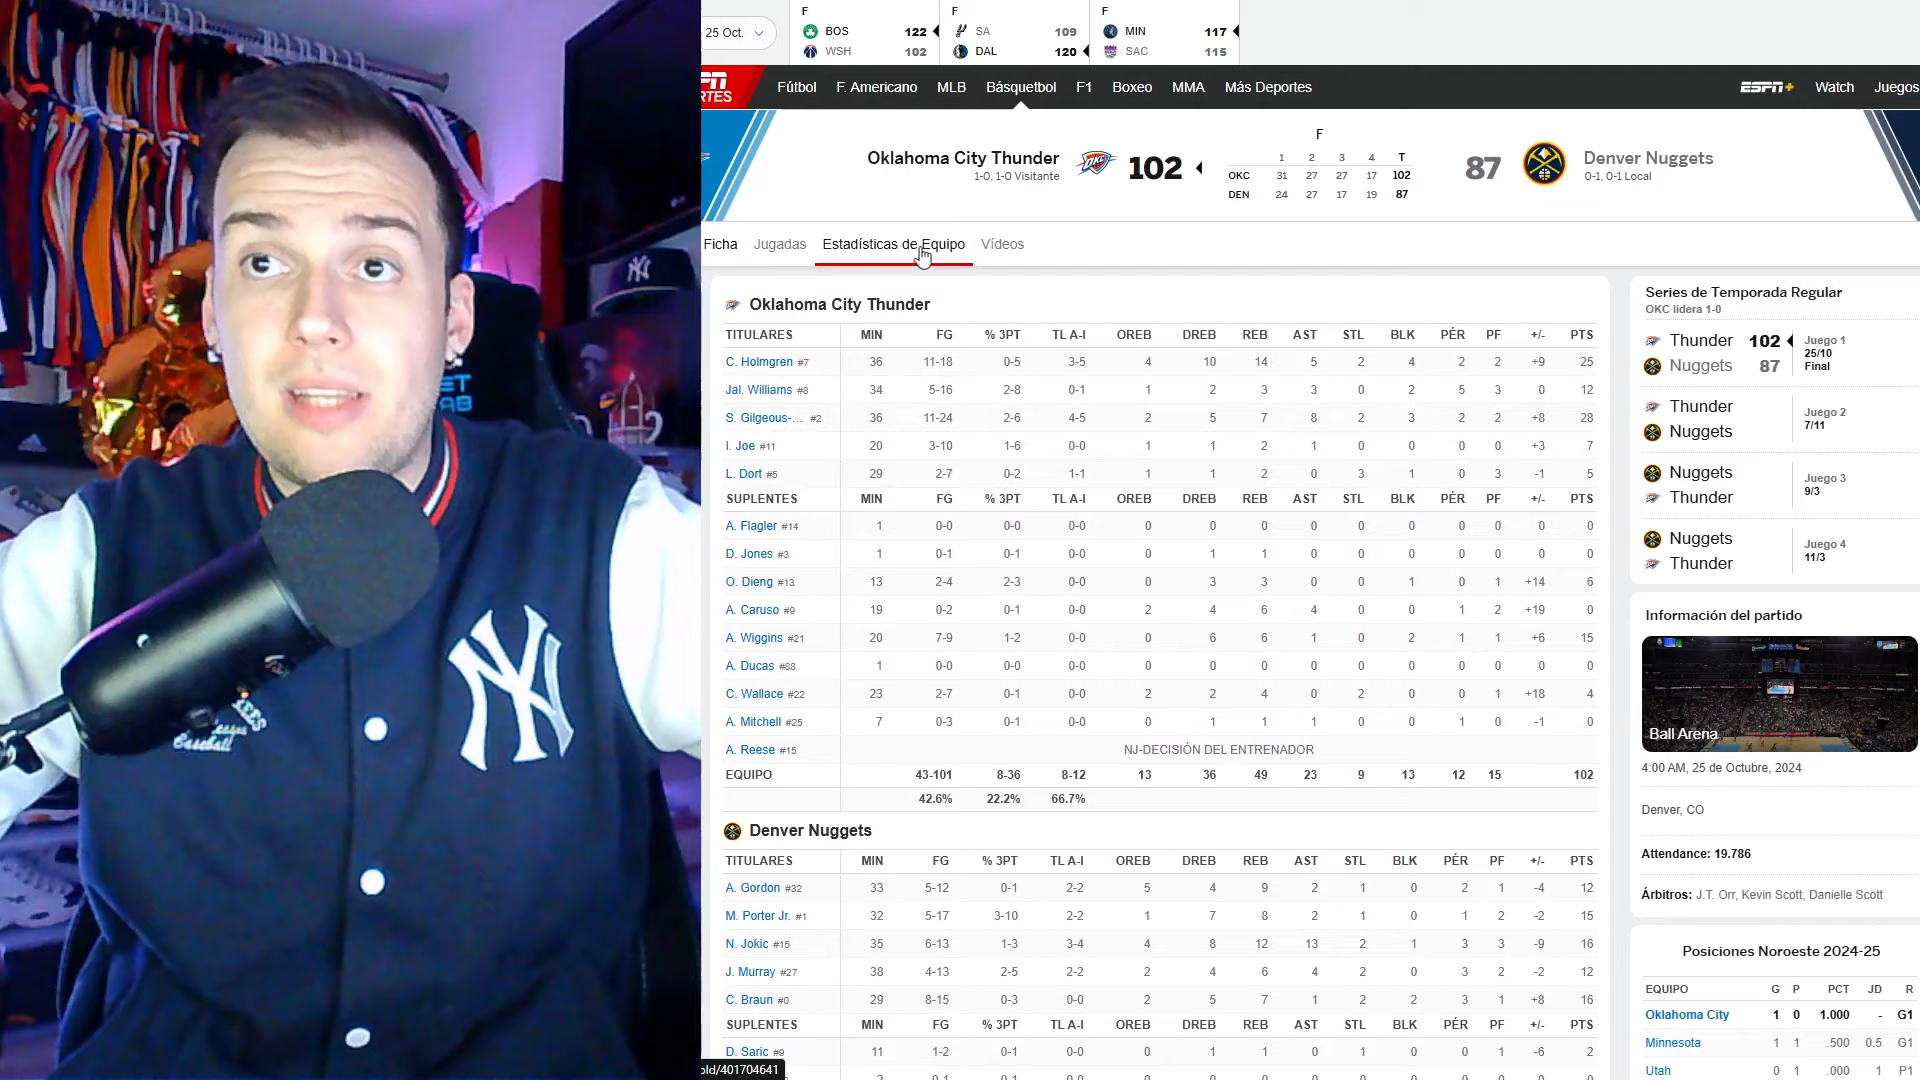 25 Oct.
F
BOS 122
WSH 102
F
SA 109
DAL 120
F
MIN 117
SAC 115
Fútbol F. Americano MLB Básquetbol F1 Boxeo MMA Más Deportes ESPN+ Watch Juegos
Oklahoma City Thunder
1-0, 1-0 Visitante
102
F
1 2 3 4 T
OKC 31 27 27 17 102
DEN 24 27 17 19 87
87
Denver Nuggets
0-1, 0-1 Local
Ficha Jugadas Estadísticas de Equipo Vídeos
Oklahoma City Thunder
TITULARES MIN FG % 3PT TL A-I OREB DREB REB AST STL BLK PÉR PF +/- PTS
C. Holmgren #7 36 11-18 0-5 3-5 4 10 14 5 2 4 2 2 +9 25
Jal. Williams #8 34 5-16 2-8 0-1 1 2 3 3 0 2 5 3 0 12
S. Gilgeous-... #2 36 11-24 2-6 4-5 2 5 7 8 2 3 2 2 +8 28
I. Joe #11 20 3-10 1-6 0-0 1 1 2 1 0 0 0 0 +3 7
L. Dort #5 29 2-7 0-2 1-1 1 1 2 0 3 1 0 3 -1 5
SUPLENTES MIN FG % 3PT TL A-I OREB DREB REB AST STL BLK PÉR PF +/- PTS
A. Flagler #14 1 0-0 0-0 0-0 0 0 0 0 0 0 0 0 0 0
D. Jones #3 1 0-1 0-1 0-0 0 1 1 0 0 0 0 0 0 0
O. Dieng #13 13 2-4 2-3 0-0 0 3 3 0 0 1 0 1 +14 6
A. Caruso #9 19 0-2 0-1 0-0 2 4 6 4 0 0 1 2 +19 0
A. Wiggins #21 20 7-9 1-2 0-0 0 6 6 1 0 2 1 1 +6 15
A. Ducas #88 1 0-0 0-0 0-0 0 0 0 0 0 0 0 0 0 0
C. Wallace #22 23 2-7 0-1 0-0 2 2 4 0 2 0 0 1 +18 4
A. Mitchell #25 7 0-3 0-1 0-0 0 1 1 1 0 0 1 0 -1 0
A. Reese #15 NJ-DECISIÓN DEL ENTRENADOR
EQUIPO 43-101 8-36 8-12 13 36 49 23 9 13 12 15 102
42.6% 22.2% 66.7%
Denver Nuggets
TITULARES MIN FG % 3PT TL A-I OREB DREB REB AST STL BLK PÉR PF +/- PTS
A. Gordon #32 33 5-12 0-1 2-2 5 4 9 2 1 0 2 1 -4 12
M. Porter Jr. #1 32 5-17 3-10 2-2 1 7 8 2 1 0 1 2 -2 15
N. Jokic #15 35 6-13 1-3 3-4 4 8 12 13 2 1 3 3 -9 16
J. Murray #27 38 4-13 2-5 2-2 2 4 6 4 2 0 3 2 -2 12
C. Braun #0 29 8-15 0-3 0-0 2 5 7 1 2 2 3 1 +8 16
SUPLENTES MIN FG % 3PT TL A-I OREB DREB REB AST STL BLK PÉR PF +/- PTS
D. Saric #9 11 1-2 0-1 0-0 0 1 1 0 1 0 0 1 -6 2
old/401704641
Series de Temporada Regular
OKC lidera 1-0
Thunder 102
Nuggets 87
Juego 1
25/10
Final
Thunder
Nuggets
Juego 2
7/11
Nuggets
Thunder
Juego 3
9/3
Nuggets
Thunder
Juego 4
11/3
Información del partido
Ball Arena
4:00 AM, 25 de Octubre, 2024
Denver, CO
Attendance: 19.786
Árbitros: J.T. Orr, Kevin Scott, Danielle Scott
Posiciones Noroeste 2024-25
EQUIPO G P PCT JD R
Oklahoma City 1 0 1.000 - G1
Minnesota 1 1 .500 0.5 G1
Utah 0 1 .000 1 P1
NY
Baseball